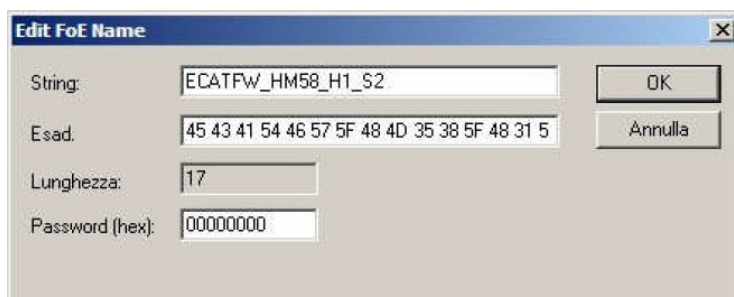 Edit FoE Name
String: ECATFW_HM58_H1_S2 OK
Esad. 45 43 41 54 46 57 5F 48 4D 35 38 5F 48 31 5 Annulla
Lunghezza: 17
Password (hex): 00000000